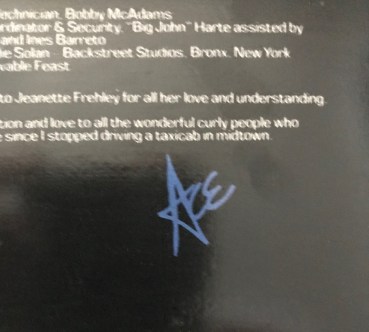 Technician, Bobby McAdams
rdinator & Security, "Big John" Harte assisted by
and Ines Barreto
ie Solan - Backstreet Studios, Bronx, New York
vable Feast
to Jeanette Frehley for all her love and understanding.
tion and love to all the wonderful curly people who
since I stopped driving a taxicab in midtown.
Ace